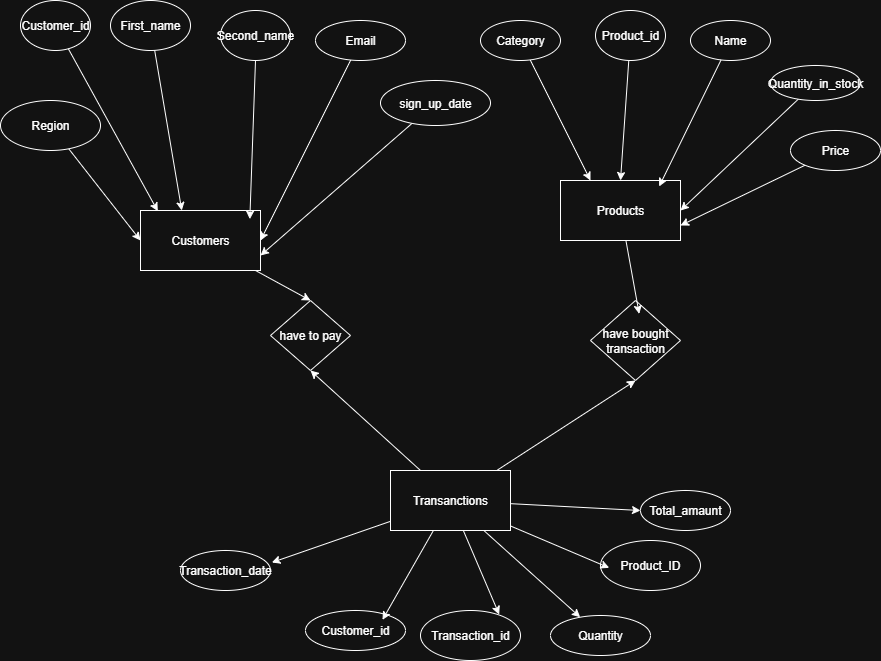 Customer_id
First_name
Second_name
Email
Category
Product_id
Name
Quantity_in_stock
sign_up_date
Region
Price
Customers
Products
have to pay
have bought
transaction
Transanctions
Total_amaunt
Transaction_date
Product_ID
Customer_id
Transaction_id
Quantity